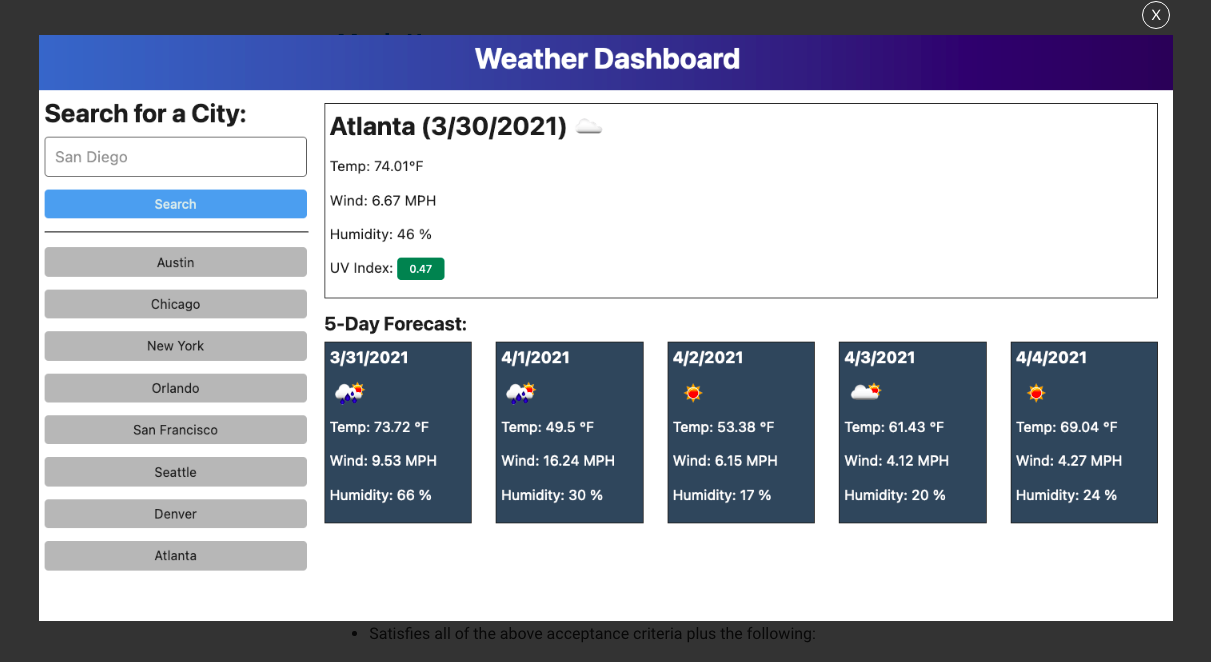 X
Weather Dashboard
Search for a City:
San Diego
Search
Austin
Chicago
New York
Orlando
San Francisco
Seattle
Denver
Atlanta
Atlanta (3/30/2021)
Temp: 74.01°F
Wind: 6.67 MPH
Humidity: 46 %
UV Index: 0.47
5-Day Forecast:
3/31/2021
Temp: 73.72 °F
Wind: 9.53 MPH
Humidity: 66 %
4/1/2021
Temp: 49.5 °F
Wind: 16.24 MPH
Humidity: 30 %
4/2/2021
Temp: 53.38 °F
Wind: 6.15 MPH
Humidity: 17 %
4/3/2021
Temp: 61.43 °F
Wind: 4.12 MPH
Humidity: 20 %
4/4/2021
Temp: 69.04 °F
Wind: 4.27 MPH
Humidity: 24 %
• Satisfies all of the above acceptance criteria plus the following: